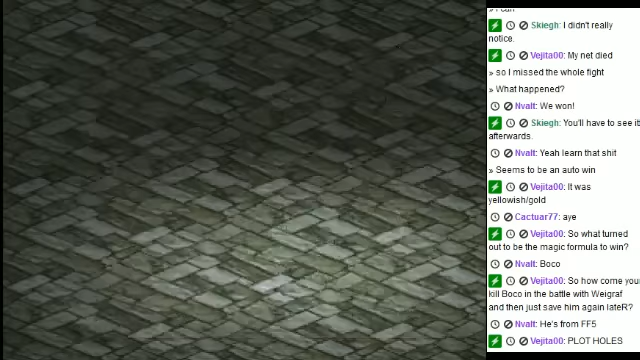 Skiegh: I didn't really
notice.
Vejita00: My net died
» so I missed the whole fight
» What happened?
Nvalt: We won!
Skiegh: You'll have to see it
afterwards.
Nvalt: Yeah learn that shit
» Seems to be an auto win
Vejita00: It was
yellowish/gold
Cactuar77: aye
Vejita00: So what turned
out to be the magic formula to win?
Nvalt: Boco
Vejita00: So how come your
kill Boco in the battle with Weigraf
and then just save him again lateR?
Nvalt: He's from FF5
Vejita00: PLOT HOLES